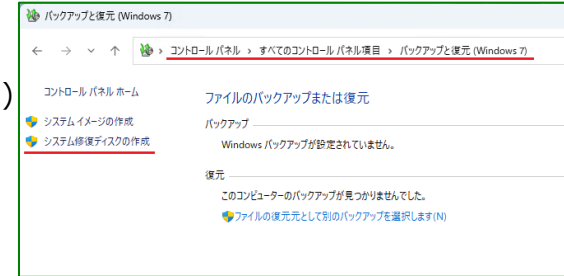 バックアップと復元 (Windows 7)
コントロール パネル › すべてのコントロール パネル項目 › バックアップと復元 (Windows 7)
)
コントロール パネル ホーム
システム イメージの作成
システム修復ディスクの作成
ファイルのバックアップまたは復元
バックアップ
Windows バックアップが設定されていません。
復元
このコンピューターのバックアップが見つかりませんでした。
ファイルの復元元として別のバックアップを選択します(N)